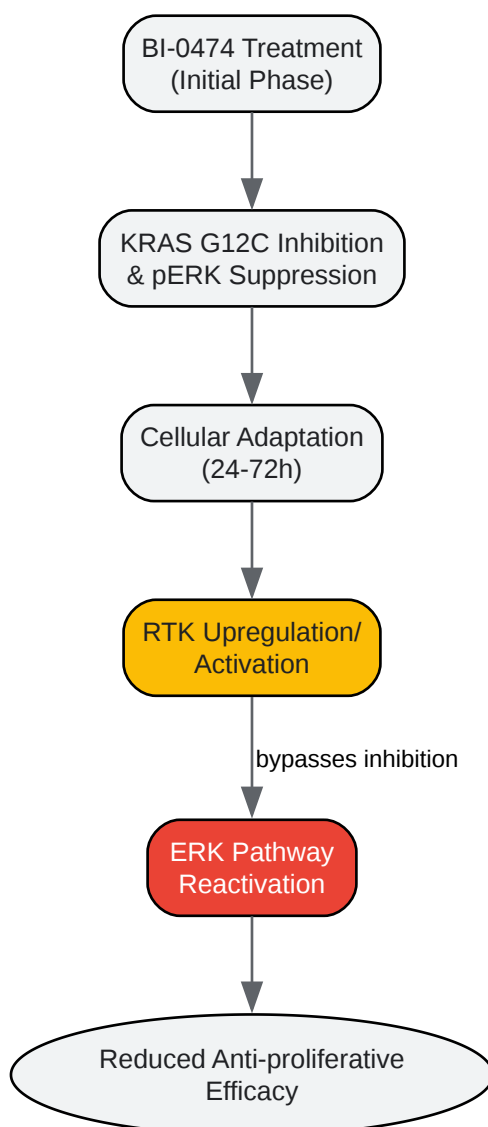 BI-0474 Treatment
(Initial Phase)
KRAS G12C Inhibition
& pERK Suppression
Cellular Adaptation
(24-72h)
RTK Upregulation/
Activation
bypasses inhibition
ERK Pathway
Reactivation
Reduced Anti-proliferative
Efficacy